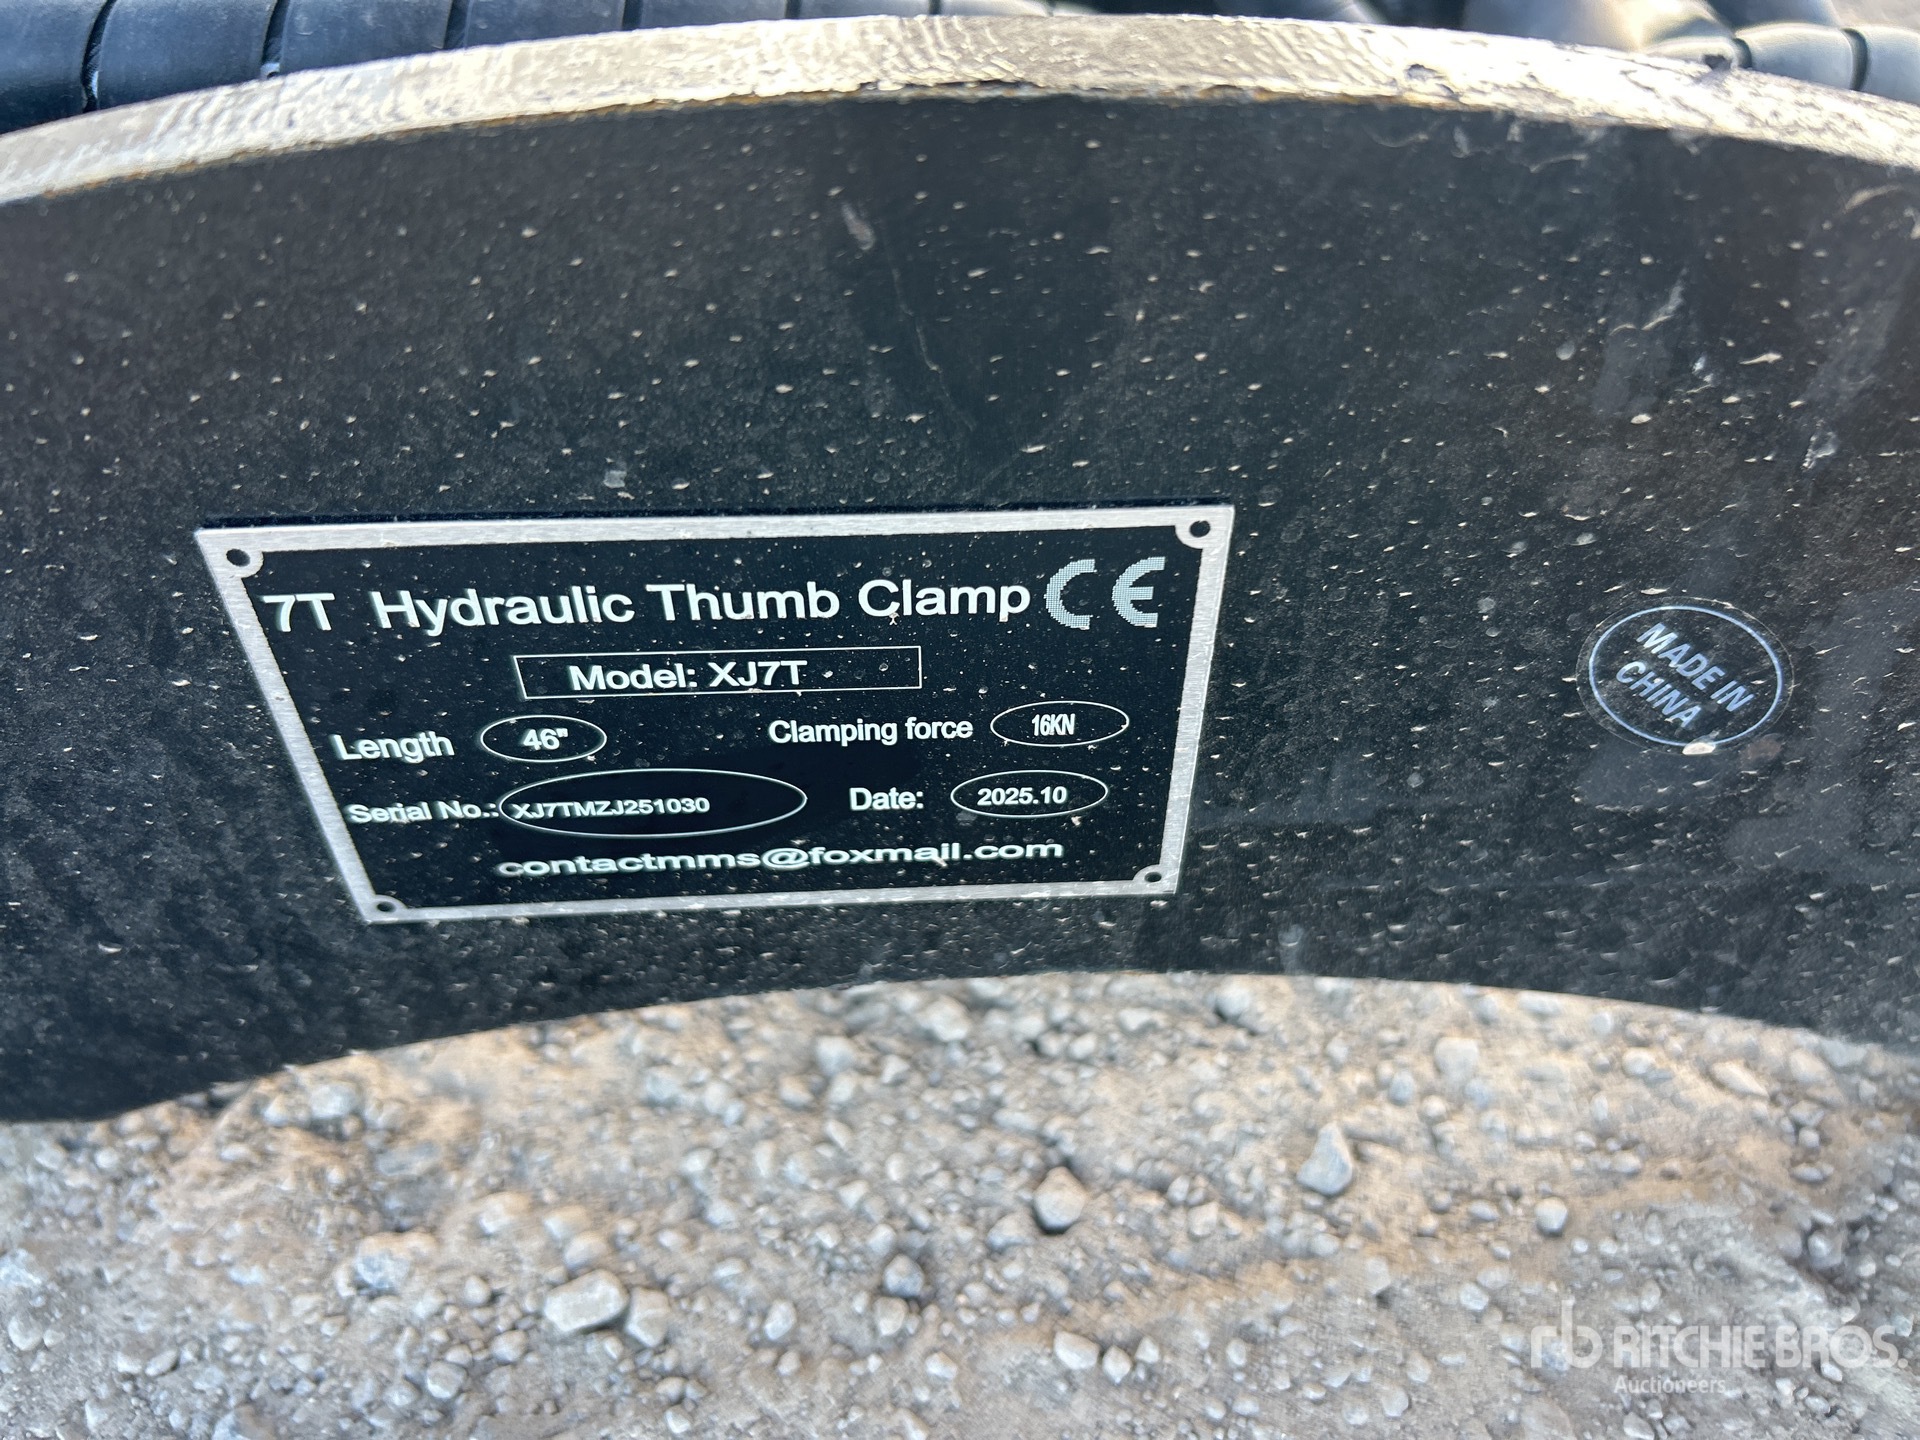 7T Hydraulic Thumb Clamp CE
Model: XJ7T
Length 46" Clamping force 16KN
Serial No.: XJ7TMZJ251030 Date: 2025.10
contactmms@foxmail.com
MADE IN
CHINA
rb RITCHIE BROS.
Auctioneers